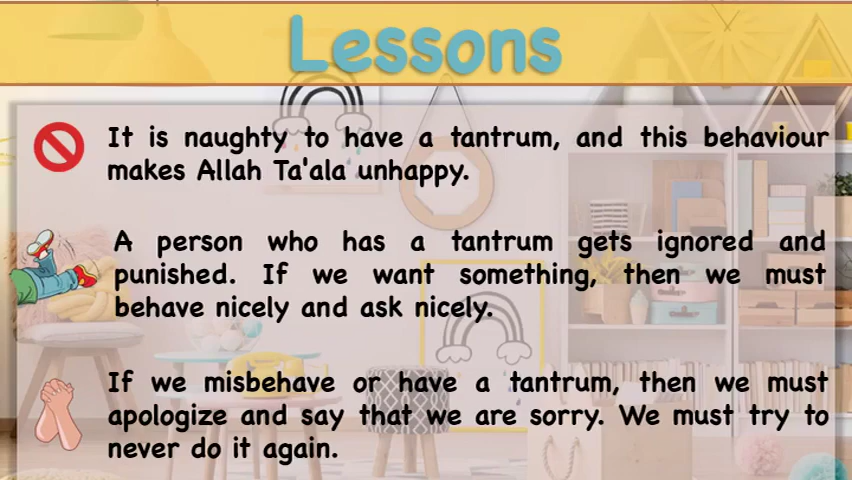 Lessons
It is naughty to have a tantrum, and this behaviour
makes Allah Ta'ala unhappy.
A person who has a tantrum gets ignored and
punished. If we want something, then we must
behave nicely and ask nicely.
If we misbehave or have a tantrum, then we must
apologize and say that we are sorry. We must try to
never do it again.